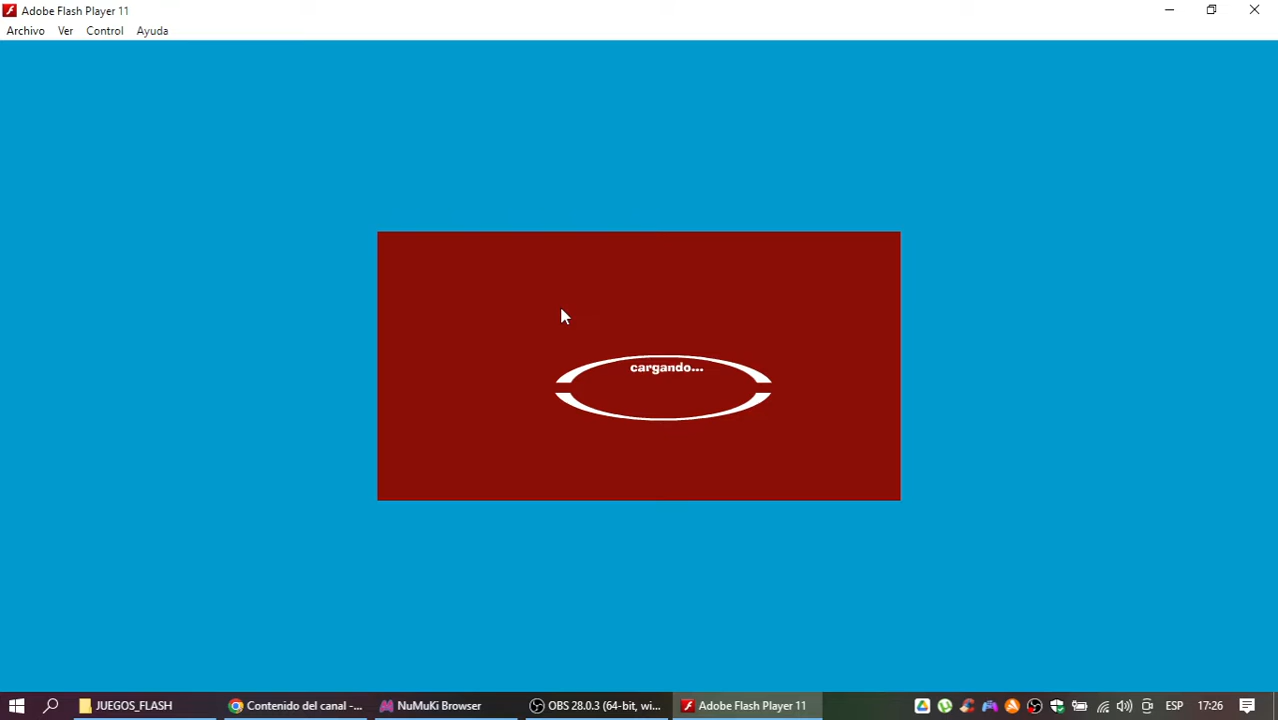 Adobe Flash Player 11
Archivo Ver Control Ayuda
cargando...
JUEGOS_FLASH
Contenido del canal -...
NuMuKi Browser
OBS 28.0.3 (64-bit, wi...
Adobe Flash Player 11
ESP
17:26